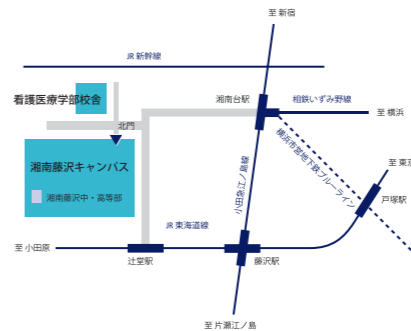 至新宿
JR 新幹線
看護医療学部校舎
湘南台駅
相鉄いずみ野線
至横浜
北門
湘南藤沢キャンパス
湘南藤沢中・高等部
小田急江ノ島線
横浜市営地下鉄ブルーライン
至東京
戸塚駅
JR 東海道線
至小田原
辻堂駅
藤沢駅
至片瀬江ノ島